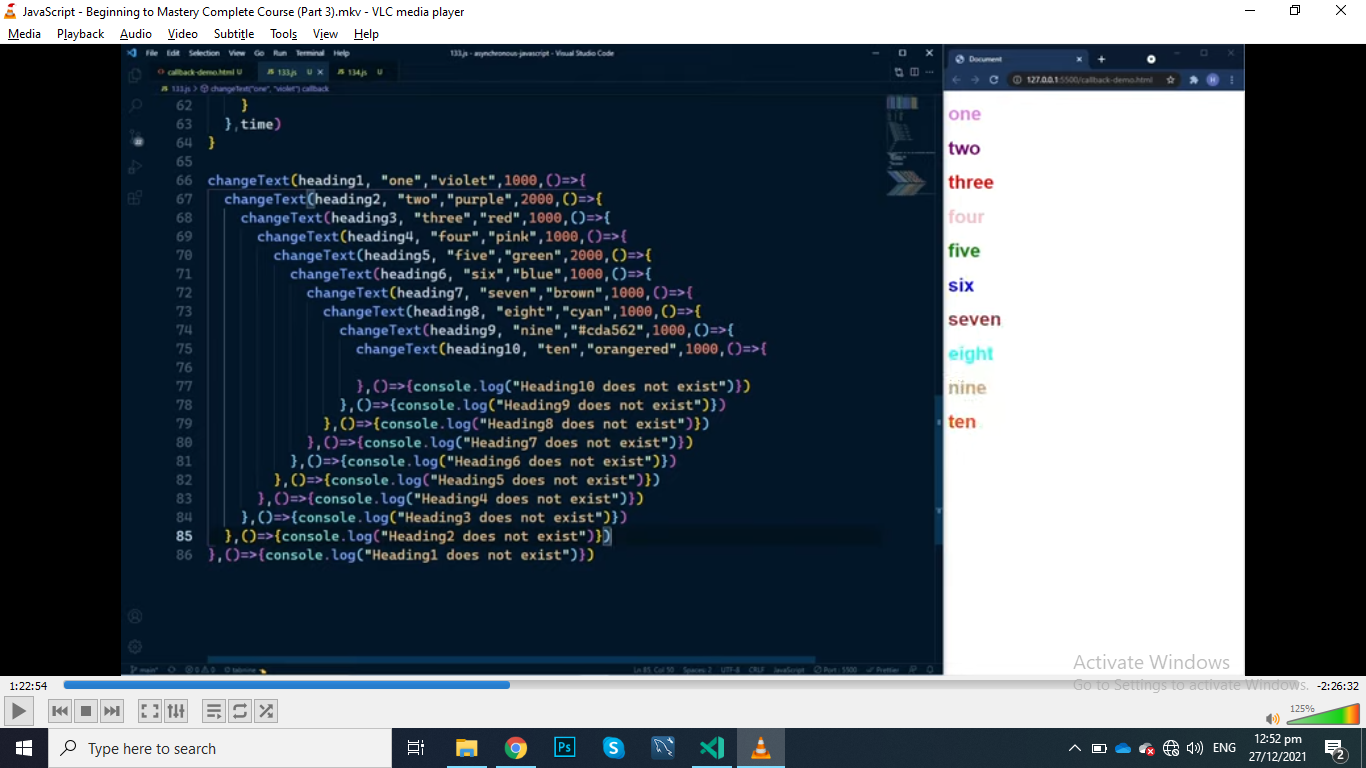 JavaScript - Beginning to Mastery Complete Course (Part 3).mkv - VLC media player
Media Playback Audio Video Subtitle Tools View Help
File Edit Selection View Go Run Terminal Help
133.js - asynchronous-javascript - Visual Studio Code
callback-demo.html U
133.js U
134.js U
133.js > changeText("one", "violet") callback
62 }
63 },time)
64 }
65
66 changeText(heading1, "one","violet",1000,()=>{
67 changeText(heading2, "two","purple",2000,()=>{
68 changeText(heading3, "three","red",1000,()=>{
69 changeText(heading4, "four","pink",1000,()=>{
70 changeText(heading5, "five","green",2000,()=>{
71 changeText(heading6, "six","blue",1000,()=>{
72 changeText(heading7, "seven","brown",1000,()=>{
73 changeText(heading8, "eight","cyan",1000,()=>{
74 changeText(heading9, "nine","#cda562",1000,()=>{
75 changeText(heading10, "ten","orangered",1000,()=>{
76
77 },()=>{console.log("Heading10 does not exist")})
78 },()=>{console.log("Heading9 does not exist")})
79 },()=>{console.log("Heading8 does not exist")})
80 },()=>{console.log("Heading7 does not exist")})
81 },()=>{console.log("Heading6 does not exist")})
82 },()=>{console.log("Heading5 does not exist")})
83 },()=>{console.log("Heading4 does not exist")})
84 },()=>{console.log("Heading3 does not exist")})
85 },()=>{console.log("Heading2 does not exist")})
86 },()=>{console.log("Heading1 does not exist")})
main* 0 0 tabnine Ln 85, Col 50 Spaces: 2 UTF-8 CRLF JavaScript Port : 5500 Prettier
Document
127.0.0.1:5500/callback-demo.html
one
two
three
four
five
six
seven
eight
nine
ten
Activate Windows
Go to Settings to activate Windows.
1:22:54
-2:26:32
125%
Type here to search
Ps
ENG
12:52 pm
27/12/2021
2